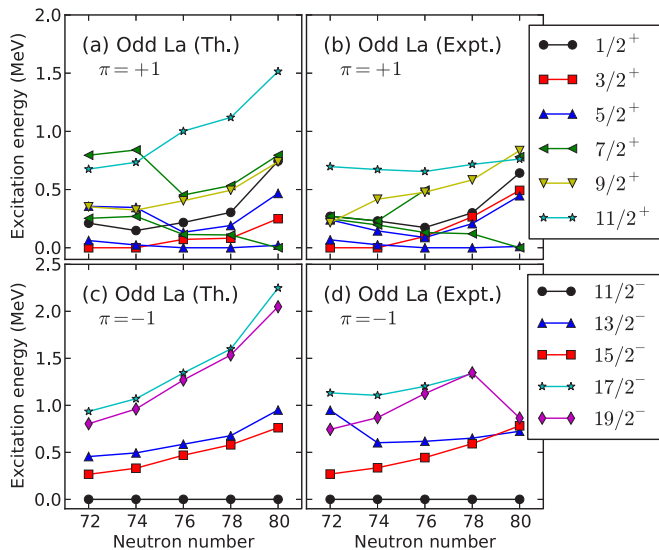 (a) Odd La (Th.)
π=+1
(b) Odd La (Expt.)
π=+1
Excitation energy (MeV)
2.0
1.5
1.0
0.5
0.0
1/2⁺
3/2⁺
5/2⁺
7/2⁺
9/2⁺
11/2⁺
(c) Odd La (Th.)
π=−1
(d) Odd La (Expt.)
π=−1
Excitation energy (MeV)
2.5
2.0
1.5
1.0
0.5
0.0
11/2⁻
13/2⁻
15/2⁻
17/2⁻
19/2⁻
72 74 76 78 80
72 74 76 78 80
Neutron number
Neutron number